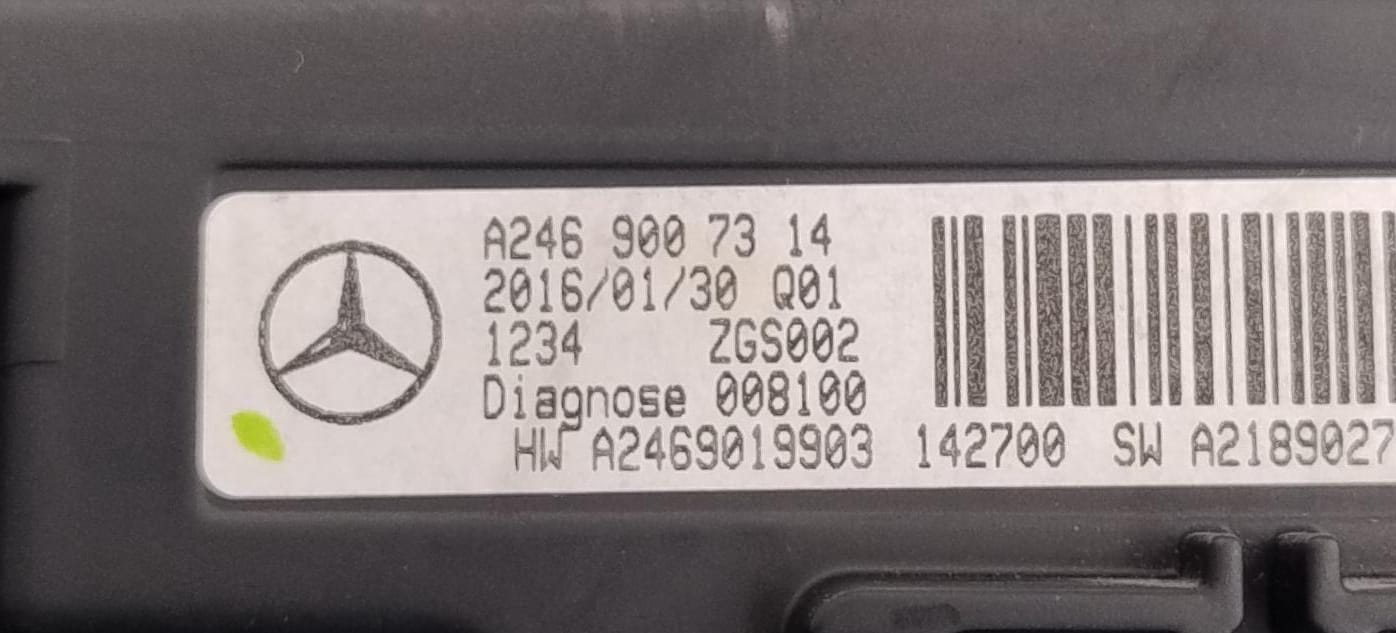 A246 900 73 14
2016/01/30 Q01
1234 ZGS002
Diagnose 008100
HW A2469019903 142700 SW A2189027